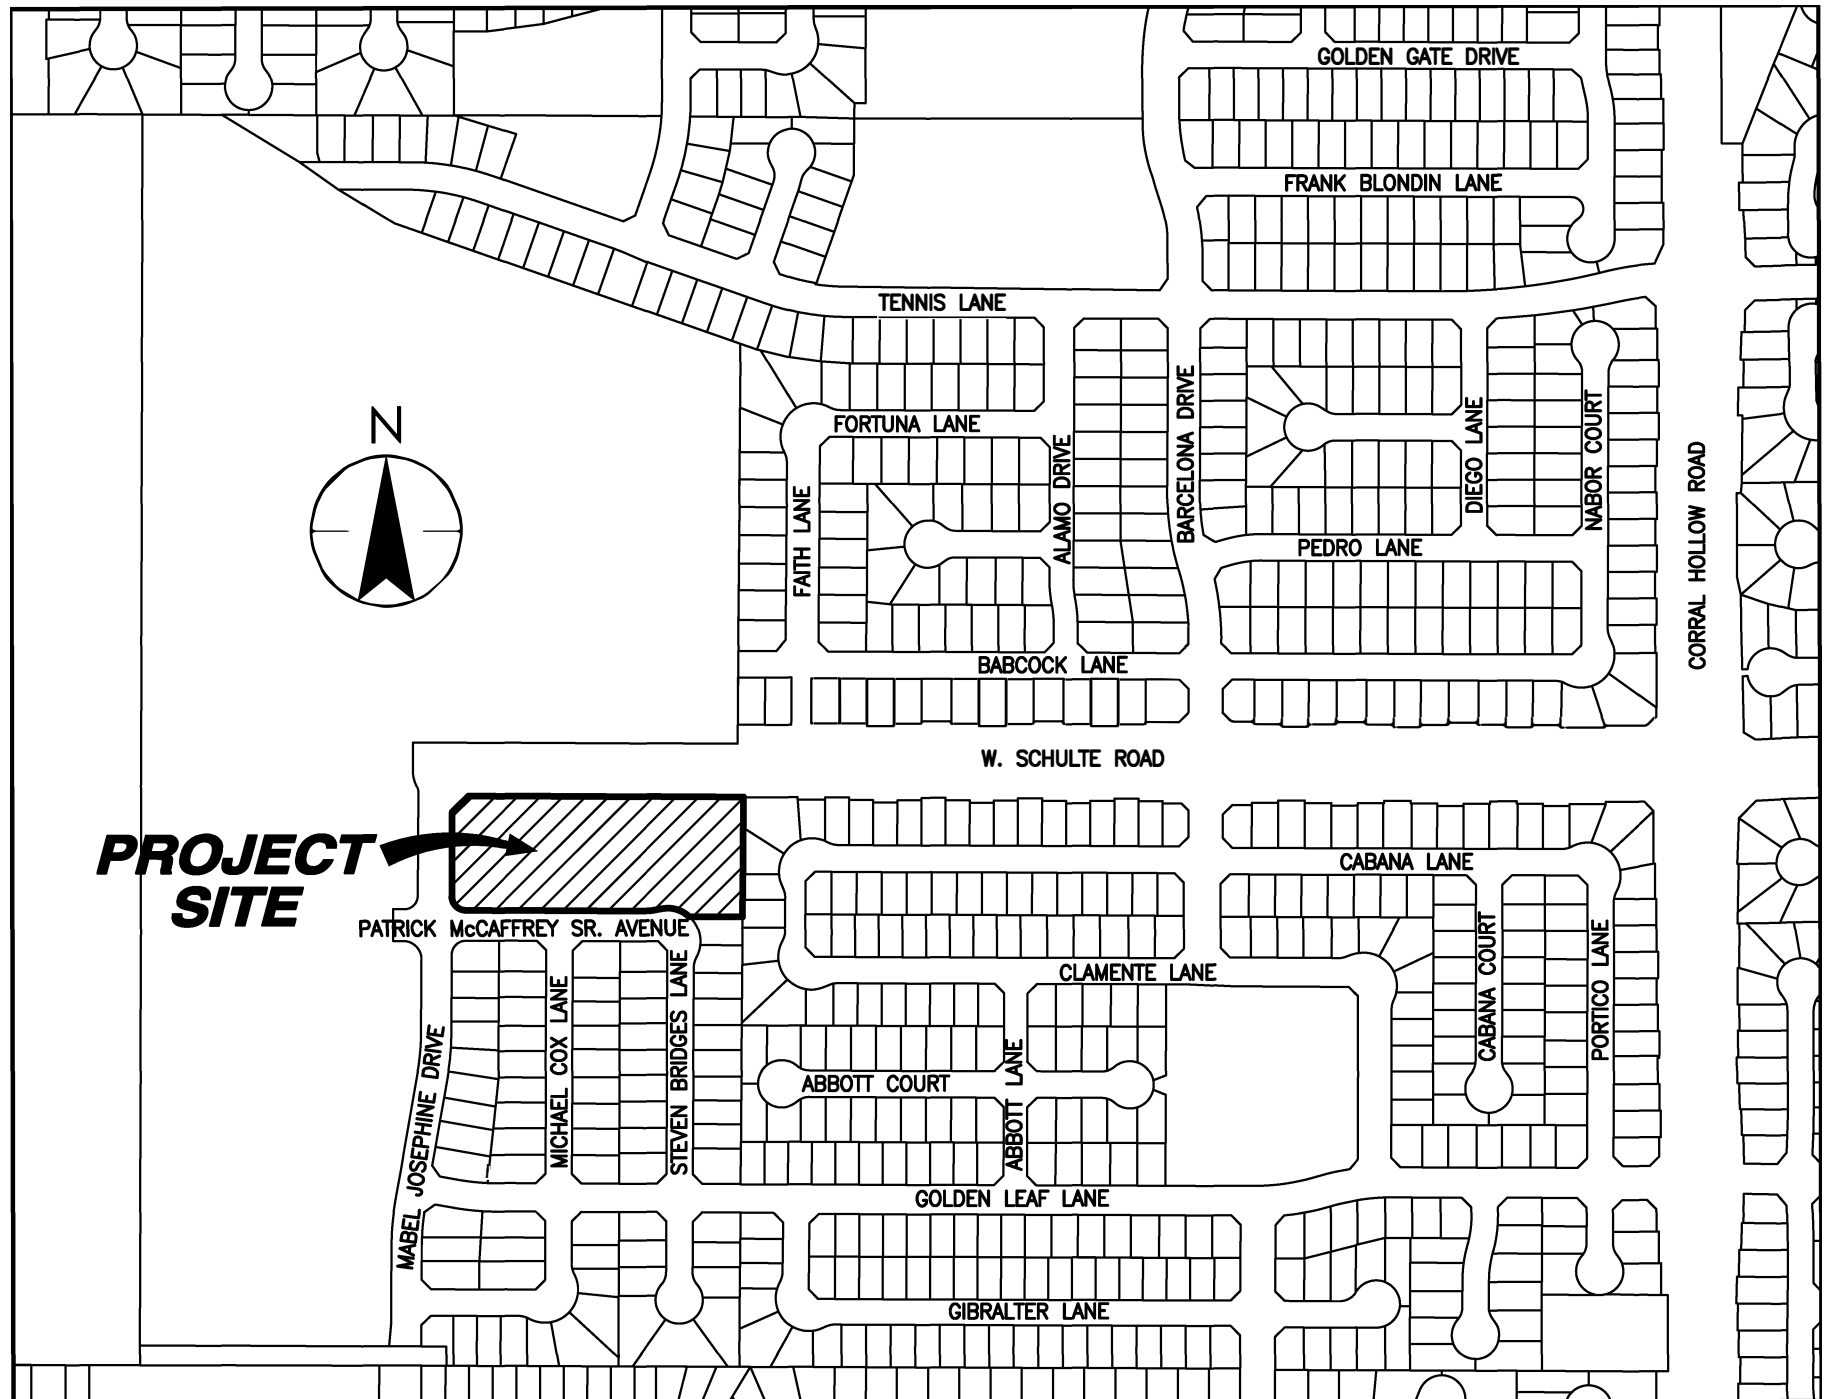 GOLDEN GATE DRIVE
FRANK BLONDIN LANE
TENNIS LANE
N
FORTUNA LANE
FAITH LANE
ALAMO DRIVE
BARCELONA DRIVE
DIEGO LANE
NABOR COURT
CORRAL HOLLOW ROAD
PEDRO LANE
BABCOCK LANE
W. SCHULTE ROAD
PROJECT
SITE
CABANA LANE
PATRICK McCAFFREY SR. AVENUE
CLAMENTE LANE
CABANA COURT
PORTICO LANE
MABEL JOSEPHINE DRIVE
MICHAEL COX LANE
STEVEN BRIDGES LANE
ABBOTT COURT
ABBOTT LANE
GOLDEN LEAF LANE
GIBRALTER LANE